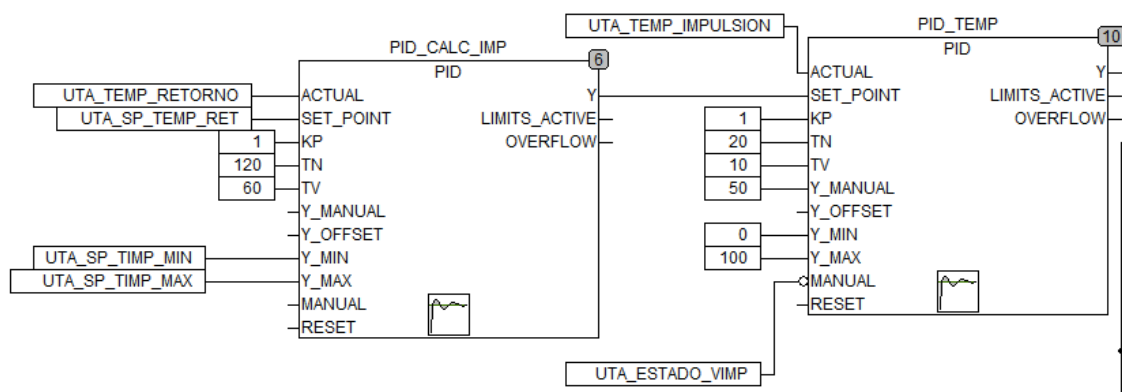 PID_CALC_IMP
6
PID
UTA_TEMP_RETORNO
ACTUAL
Y
UTA_SP_TEMP_RET
SET_POINT
LIMITS_ACTIVE
1
KP
OVERFLOW
120
TN
60
TV
Y_MANUAL
Y_OFFSET
UTA_SP_TIMP_MIN
Y_MIN
UTA_SP_TIMP_MAX
Y_MAX
MANUAL
RESET
UTA_TEMP_IMPULSION
PID_TEMP
10
PID
ACTUAL
Y
SET_POINT
LIMITS_ACTIVE
1
KP
OVERFLOW
20
TN
10
TV
50
Y_MANUAL
Y_OFFSET
0
Y_MIN
100
Y_MAX
MANUAL
RESET
UTA_ESTADO_VIMP